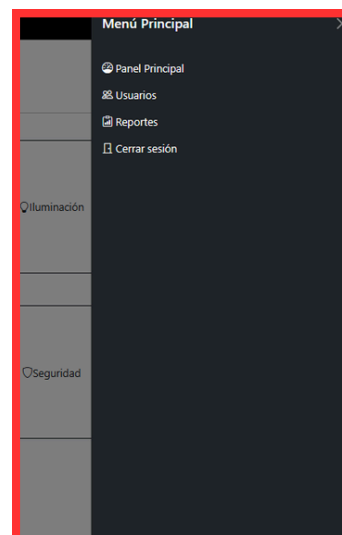 Menú Principal
Panel Principal
Usuarios
Reportes
Cerrar sesión
Iluminación
Seguridad